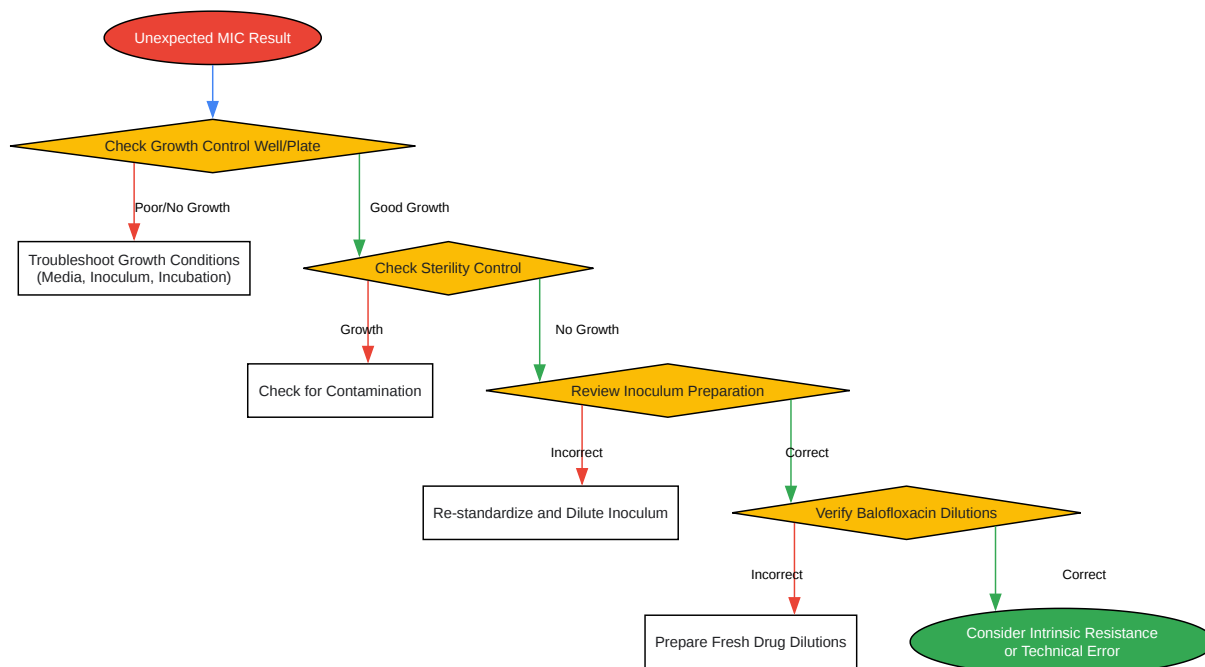 Unexpected MIC Result
Check Growth Control Well/Plate
Poor/No Growth
Good Growth
Troubleshoot Growth Conditions
(Media, Inoculum, Incubation)
Check Sterility Control
Growth
No Growth
Check for Contamination
Review Inoculum Preparation
Incorrect
Correct
Re-standardize and Dilute Inoculum
Verify Balofloxacin Dilutions
Incorrect
Correct
Prepare Fresh Drug Dilutions
Consider Intrinsic Resistance
or Technical Error